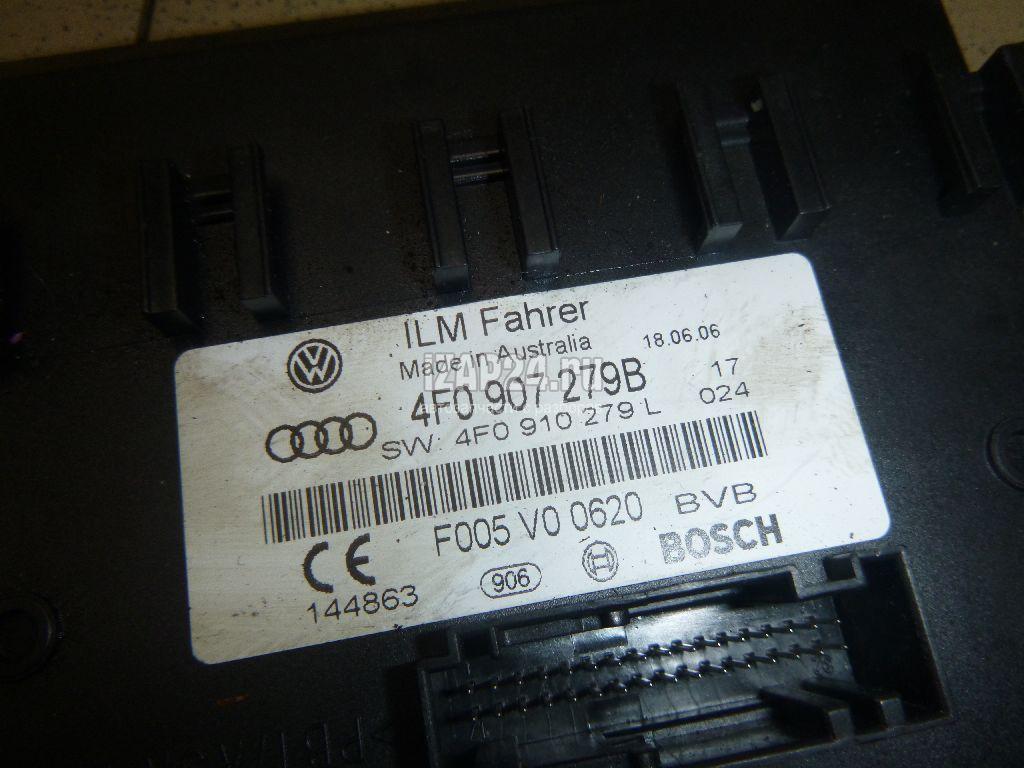 ILM Fahrer
Made in Australia 18.06.06
4F0 907 279B 17
SW: 4F0 910 279 L 024
F005 V0 0620 BVB
CE BOSCH
144863 906
IZAP24.ru